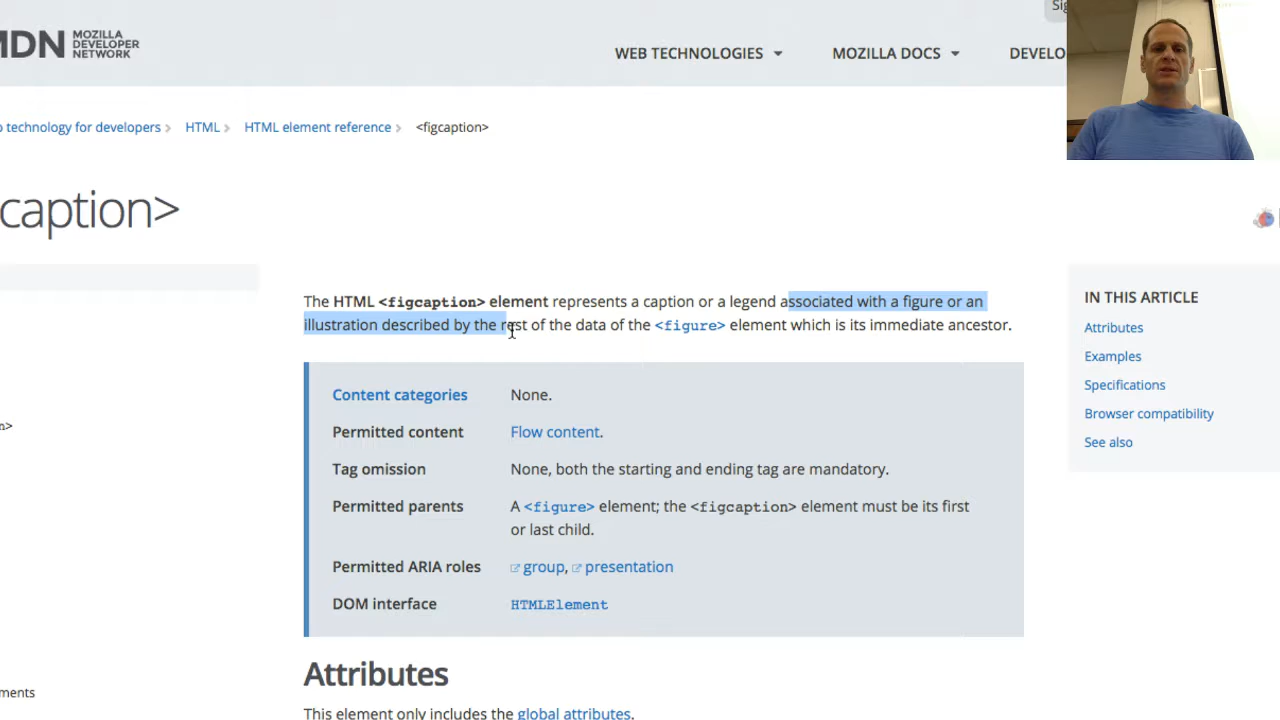 MDN MOZILLA
DEVELOPER
NETWORK
Sig
WEB TECHNOLOGIES
MOZILLA DOCS
DEVELO
b technology for developers
HTML
HTML element reference
<figcaption>
caption>
The HTML <figcaption> element represents a caption or a legend associated with a figure or an
illustration described by the rest of the data of the <figure> element which is its immediate ancestor.
IN THIS ARTICLE
Attributes
Examples
Specifications
Browser compatibility
See also
Content categories None.
Permitted content Flow content.
Tag omission None, both the starting and ending tag are mandatory.
Permitted parents A <figure> element; the <figcaption> element must be its first
or last child.
Permitted ARIA roles group, presentation
DOM interface HTMLElement
n>
Attributes
ments
This element only includes the global attributes.